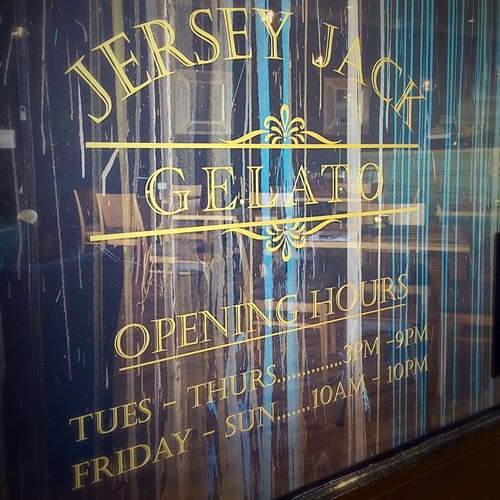 JERSEY JACK
GELATO
OPENING HOURS
TUES - THURS..............3PM -9PM
FRIDAY - SUN.......10AM - 10PM